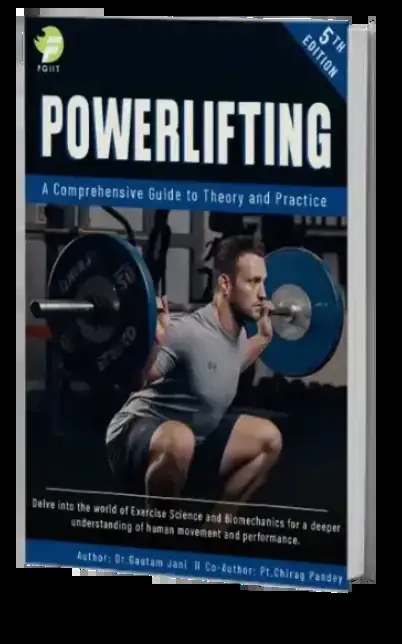 FGIIT
5TH
EDITION
POWERLIFTING
A Comprehensive Guide to Theory and Practice
Delve into the world of Exercise Science and Biomechanics for a deeper
understanding of human movement and performance.
Author: Dr.Gautam Jani II Co-Author: Pt.Chirag Pandey